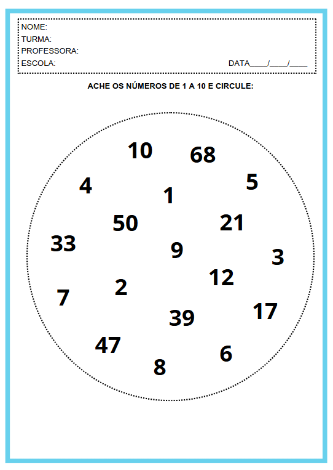 NOME:
TURMA:
PROFESSORA:
ESCOLA: DATA____/____/____
ACHE OS NÚMEROS DE 1 A 10 E CIRCULE:
10 68
4 1 5
50 21
33 9 3
12
7 2
39 17
47 6
8